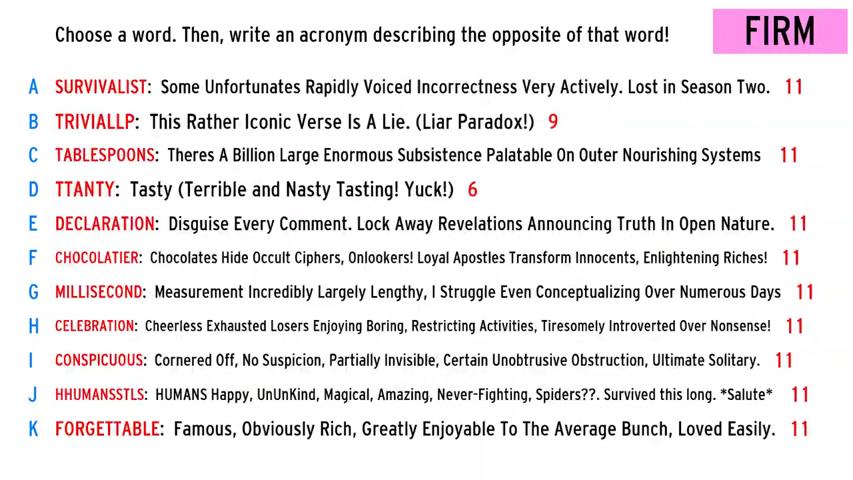 Choose a word. Then, write an acronym describing the opposite of that word!
FIRM
A SURVIVALIST: Some Unfortunates Rapidly Voiced Incorrectness Very Actively. Lost in Season Two. 11
B TRIVIALLP: This Rather Iconic Verse Is A Lie. (Liar Paradox!) 9
C TABLESPOONS: Theres A Billion Large Enormous Subsistence Palatable On Outer Nourishing Systems 11
D TTANTY: Tasty (Terrible and Nasty Tasting! Yuck!) 6
E DECLARATION: Disguise Every Comment. Lock Away Revelations Announcing Truth In Open Nature. 11
F CHOCOLATIER: Chocolates Hide Occult Ciphers, Onlookers! Loyal Apostles Transform Innocents, Enlightening Riches! 11
G MILLISECOND: Measurement Incredibly Largely Lengthy, I Struggle Even Conceptualizing Over Numerous Days 11
H CELEBRATION: Cheerless Exhausted Losers Enjoying Boring, Restricting Activities, Tiresomely Introverted Over Nonsense! 11
I CONSPICUOUS: Cornered Off, No Suspicion, Partially Invisible, Certain Unobtrusive Obstruction, Ultimate Solitary. 11
J HHUMANSSTLS: HUMANS Happy, UnUnKind, Magical, Amazing, Never-Fighting, Spiders??. Survived this long. *Salute* 11
K FORGETTABLE: Famous, Obviously Rich, Greatly Enjoyable To The Average Bunch, Loved Easily. 11